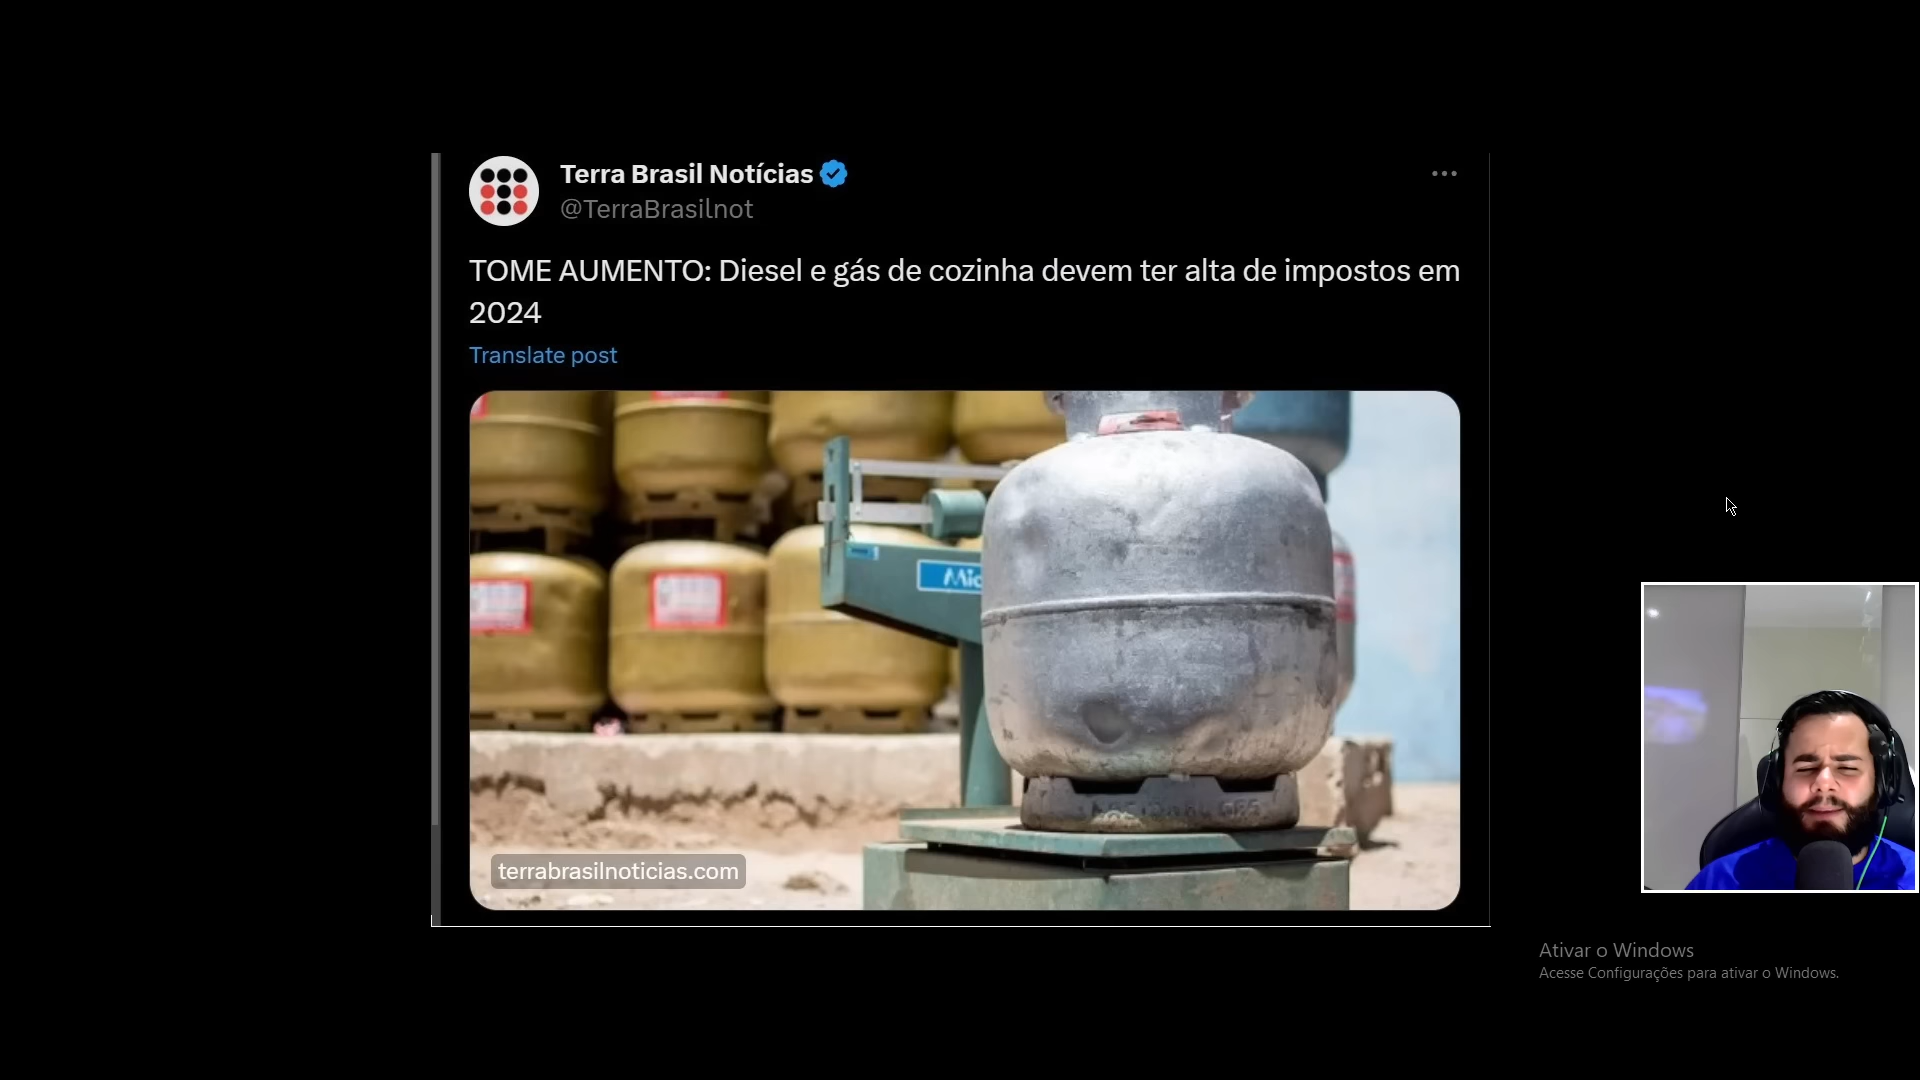 Terra Brasil Notícias
@TerraBrasilnot
TOME AUMENTO: Diesel e gás de cozinha devem ter alta de impostos em
2024
Translate post
Mic
terrabrasilnoticias.com
Ativar o Windows
Acesse Configurações para ativar o Windows.